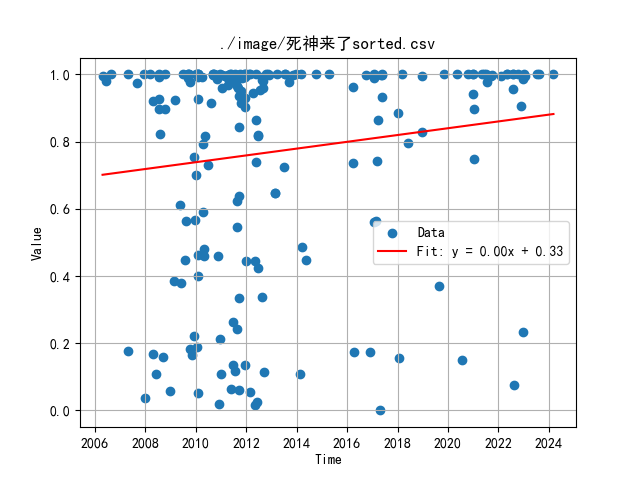 ./image/死神来了sorted.csv
1.0
0.8
0.6
0.4
0.2
0.0
Value
Data
Fit: y = 0.00x + 0.33
2006 2008 2010 2012 2014 2016 2018 2020 2022 2024
Time